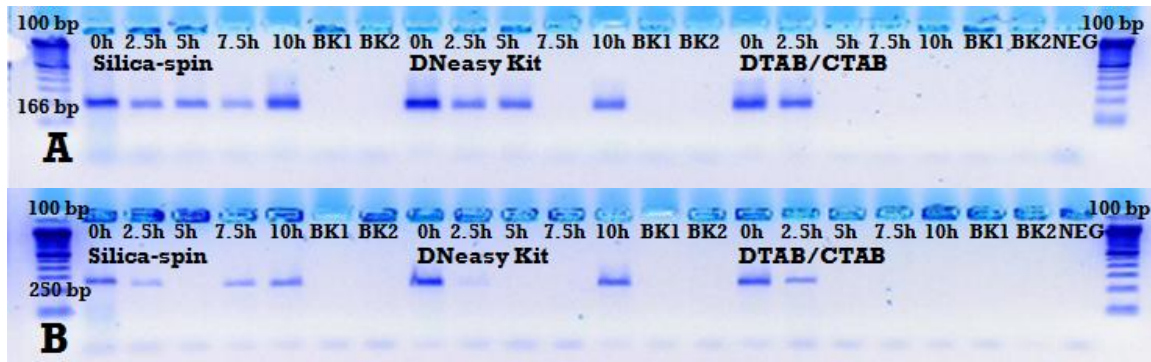 100 bp 100 bp
0h 2.5h 5h 7.5h 10h BK1 BK2 0h 2.5h 5h 7.5h 10h BK1 BK2 0h 2.5h 5h 7.5h 10h BK1 BK2 NEG
Silica-spin DNeasy Kit DTAB/CTAB
166 bp
A
100 bp 100 bp
0h 2.5h 5h 7.5h 10h BK1 BK2 0h 2.5h 5h 7.5h 10h BK1 BK2 0h 2.5h 5h 7.5h 10h BK1 BK2 NEG
Silica-spin DNeasy Kit DTAB/CTAB
250 bp
B